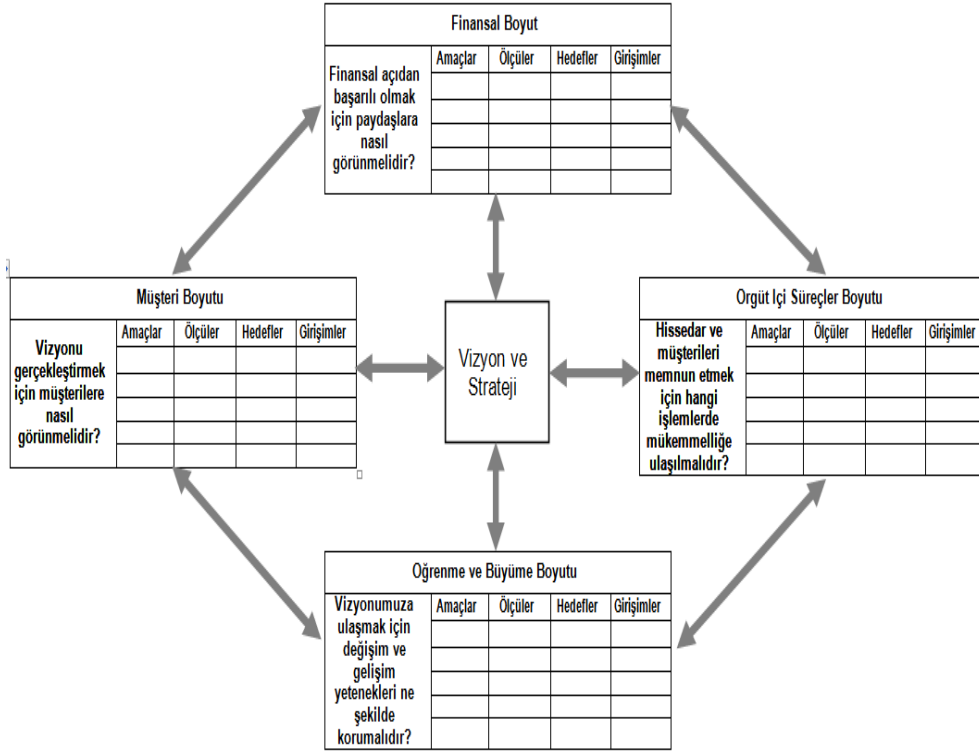 Finansal Boyut
Finansal açıdan
başarılı olmak
için paydaşlara
nasıl
görünmelidir?
Amaçlar Ölçüler Hedefler Girişimler
Müşteri Boyutu
Vizyonu
gerçekleştirmek
için müşterilere
nasıl
görünmelidir?
Amaçlar Ölçüler Hedefler Girişimler
Vizyon ve
Strateji
Orgüt Içi Süreçler Boyutu
Hissedar ve
müşterileri
memnun etmek
için hangi
işlemlerde
mükemmelliğe
ulaşılmalıdır?
Amaçlar Ölçüler Hedefler Girişimler
Oğrenme ve Büyüme Boyutu
Vizyonumuza
ulaşmak için
değişim ve
gelişim
yetenekleri ne
şekilde
korumalıdır?
Amaçlar Ölçüler Hedefler Girişimler